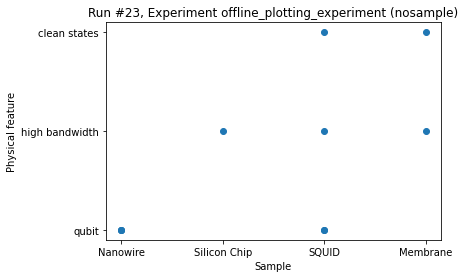 Run #23, Experiment offline_plotting_experiment (nosample)
clean states
high bandwidth
qubit
Physical feature
Nanowire Silicon Chip SQUID Membrane
Sample